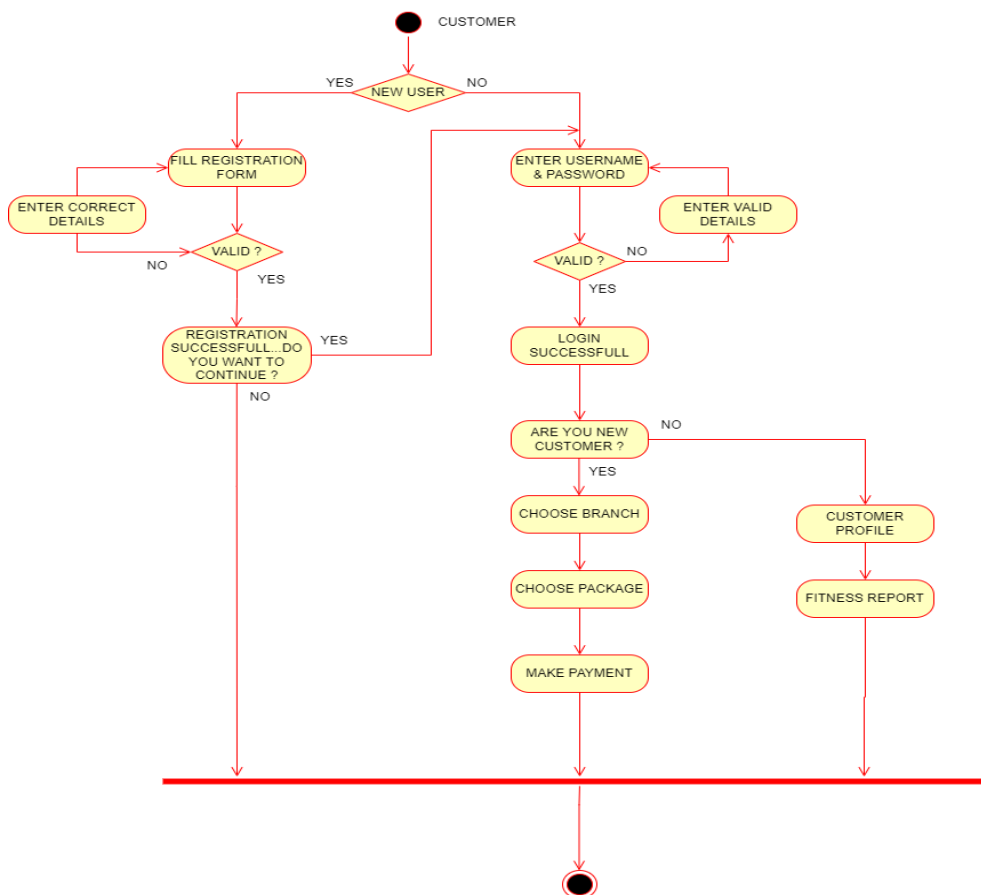 CUSTOMER
YES
NO
NEW USER
FILL REGISTRATION
FORM
ENTER USERNAME
& PASSWORD
ENTER CORRECT
DETAILS
ENTER VALID
DETAILS
VALID ?
NO
YES
VALID ?
NO
YES
REGISTRATION
SUCCESSFULL...DO
YOU WANT TO
CONTINUE ?
YES
NO
LOGIN
SUCCESSFULL
ARE YOU NEW
CUSTOMER ?
NO
YES
CHOOSE BRANCH
CUSTOMER
PROFILE
CHOOSE PACKAGE
FITNESS REPORT
MAKE PAYMENT